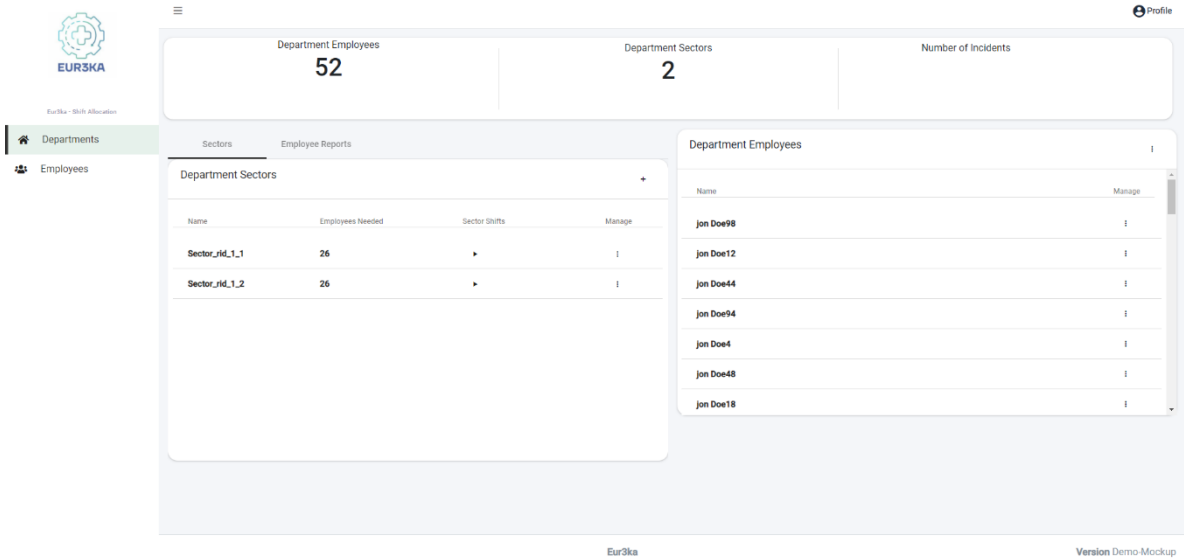 Profile
EUR3KA
Eur3ka - Shift Allocation
Departments
Employees
Department Employees
52
Department Sectors
2
Number of Incidents
Sectors Employee Reports
Department Sectors +
Name Employees Needed Sector Shifts Manage
Sector_rid_1_1 26
Sector_rid_1_2 26
Department Employees
Name Manage
jon Doe98
jon Doe12
jon Doe44
jon Doe94
jon Doe4
jon Doe48
jon Doe18
Eur3ka
Version Demo-Mockup